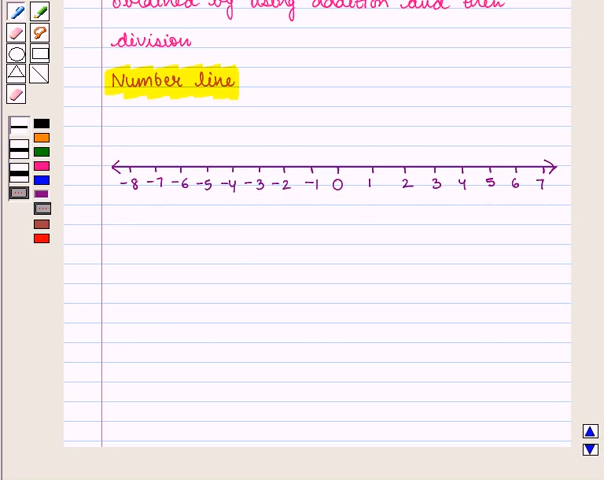 obtained by using addition and then
division
Number line
-8 -7 -6 -5 -4 -3 -2 -1 0 1 2 3 4 5 6 7